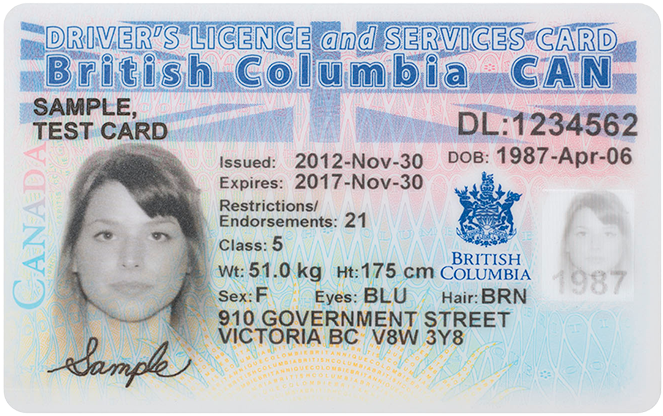 DRIVER'S LICENCE and SERVICES CARD
British Columbia CAN
SAMPLE,
TEST CARD
DL:1234562
Issued: 2012-Nov-30 DOB: 1987-Apr-06
Expires: 2017-Nov-30
Restrictions/
Endorsements: 21
Class: 5
Wt: 51.0 kg Ht: 175 cm
Sex: F Eyes: BLU Hair: BRN
910 GOVERNMENT STREET
VICTORIA BC V8W 3Y8
CANADA
BRITISH
COLUMBIA
1987
Sample